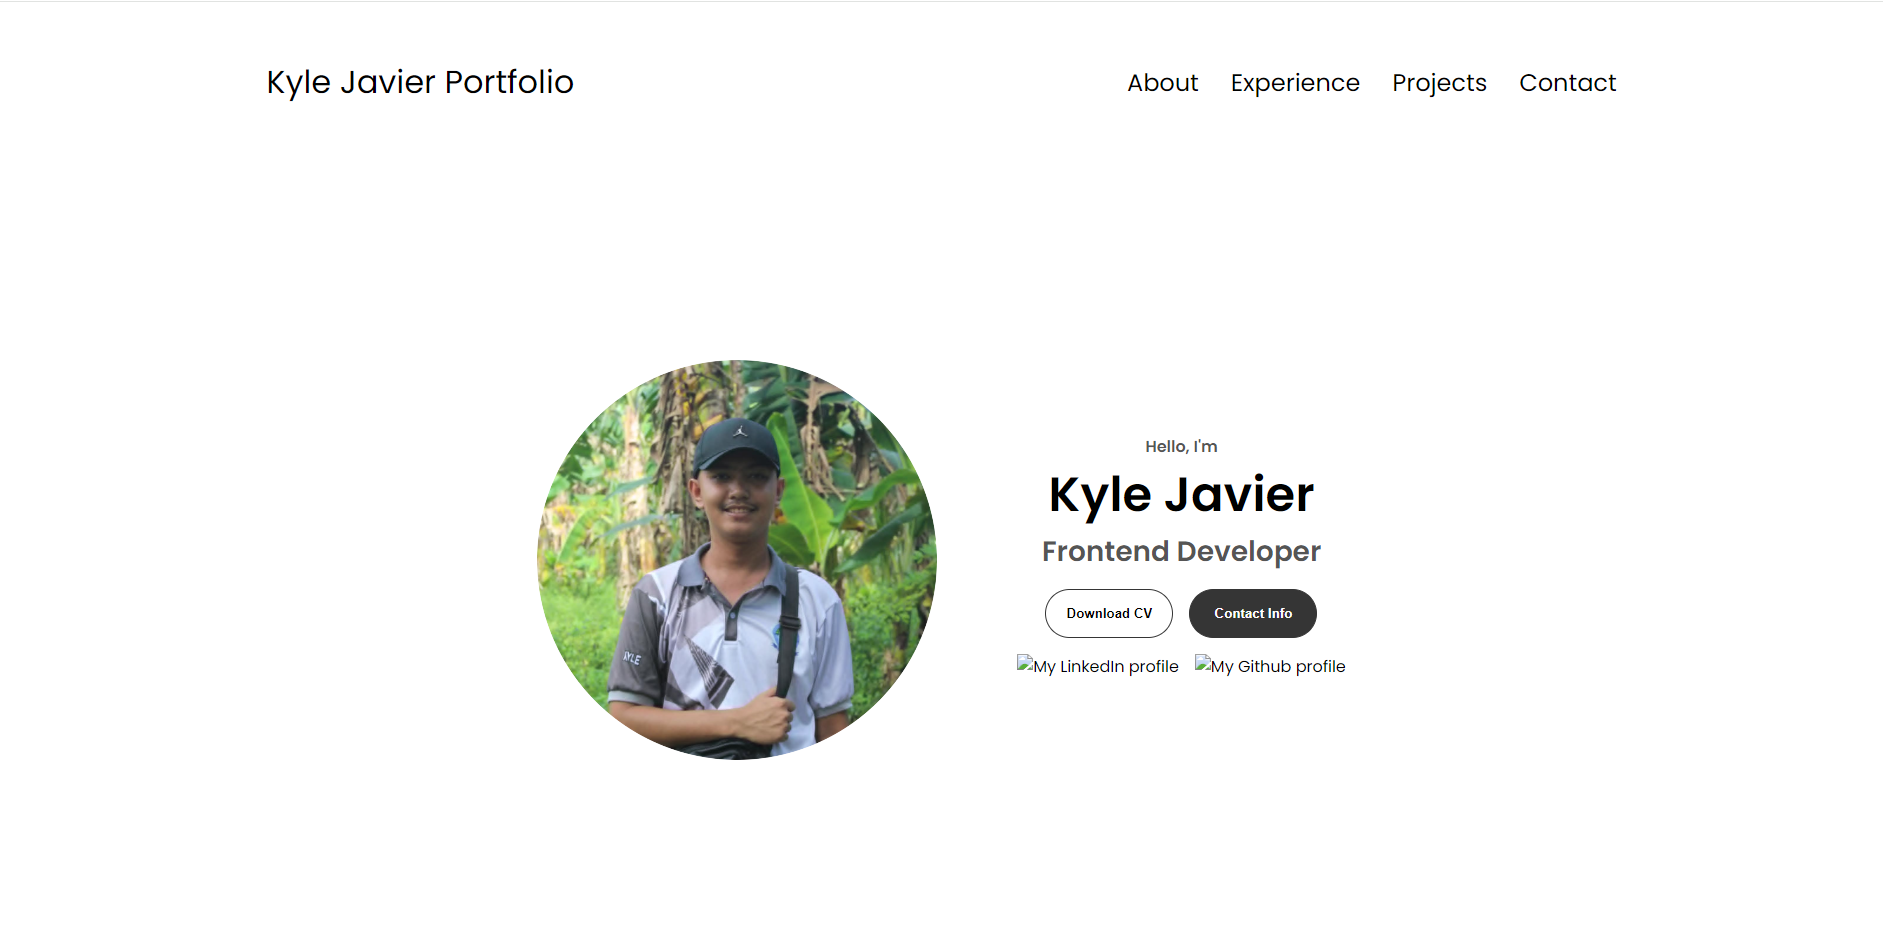 Kyle Javier Portfolio
About Experience Projects Contact
Hello, I'm
Kyle Javier
Frontend Developer
Download CV Contact Info
My LinkedIn profile My Github profile
KYLE